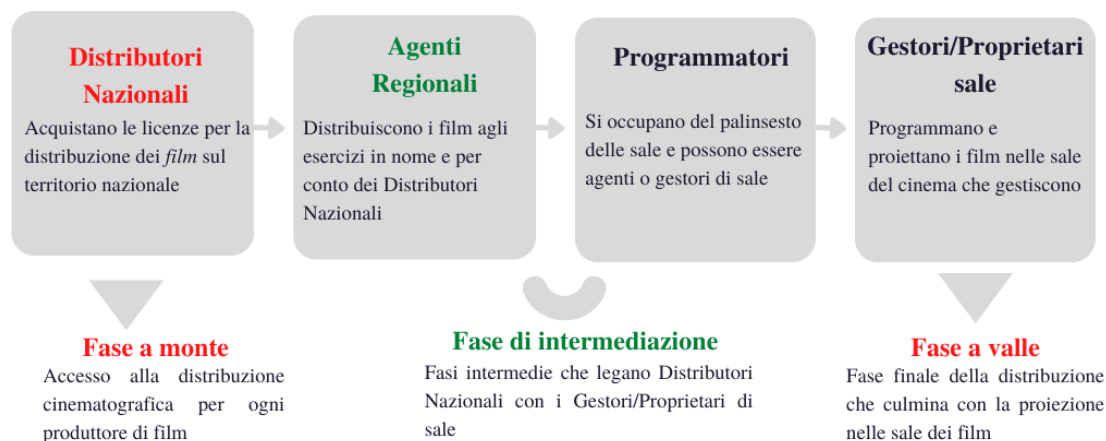 Distributori
Nazionali
Acquistano le licenze per la
distribuzione dei film sul
territorio nazionale
Agenti
Regionali
Distribuiscono i film agli
esercizi in nome e per
conto dei Distributori
Nazionali
Programmatori
Si occupano del palinsesto
delle sale e possono essere
agenti o gestori di sale
Gestori/Proprietari
sale
Programmano e
proiettano i film nelle sale
del cinema che gestiscono
Fase a monte
Accesso alla distribuzione
cinematografica per ogni
produttore di film
Fase di intermediazione
Fasi intermedie che legano Distributori
Nazionali con i Gestori/Proprietari di
sale
Fase a valle
Fase finale della distribuzione
che culmina con la proiezione
nelle sale dei film